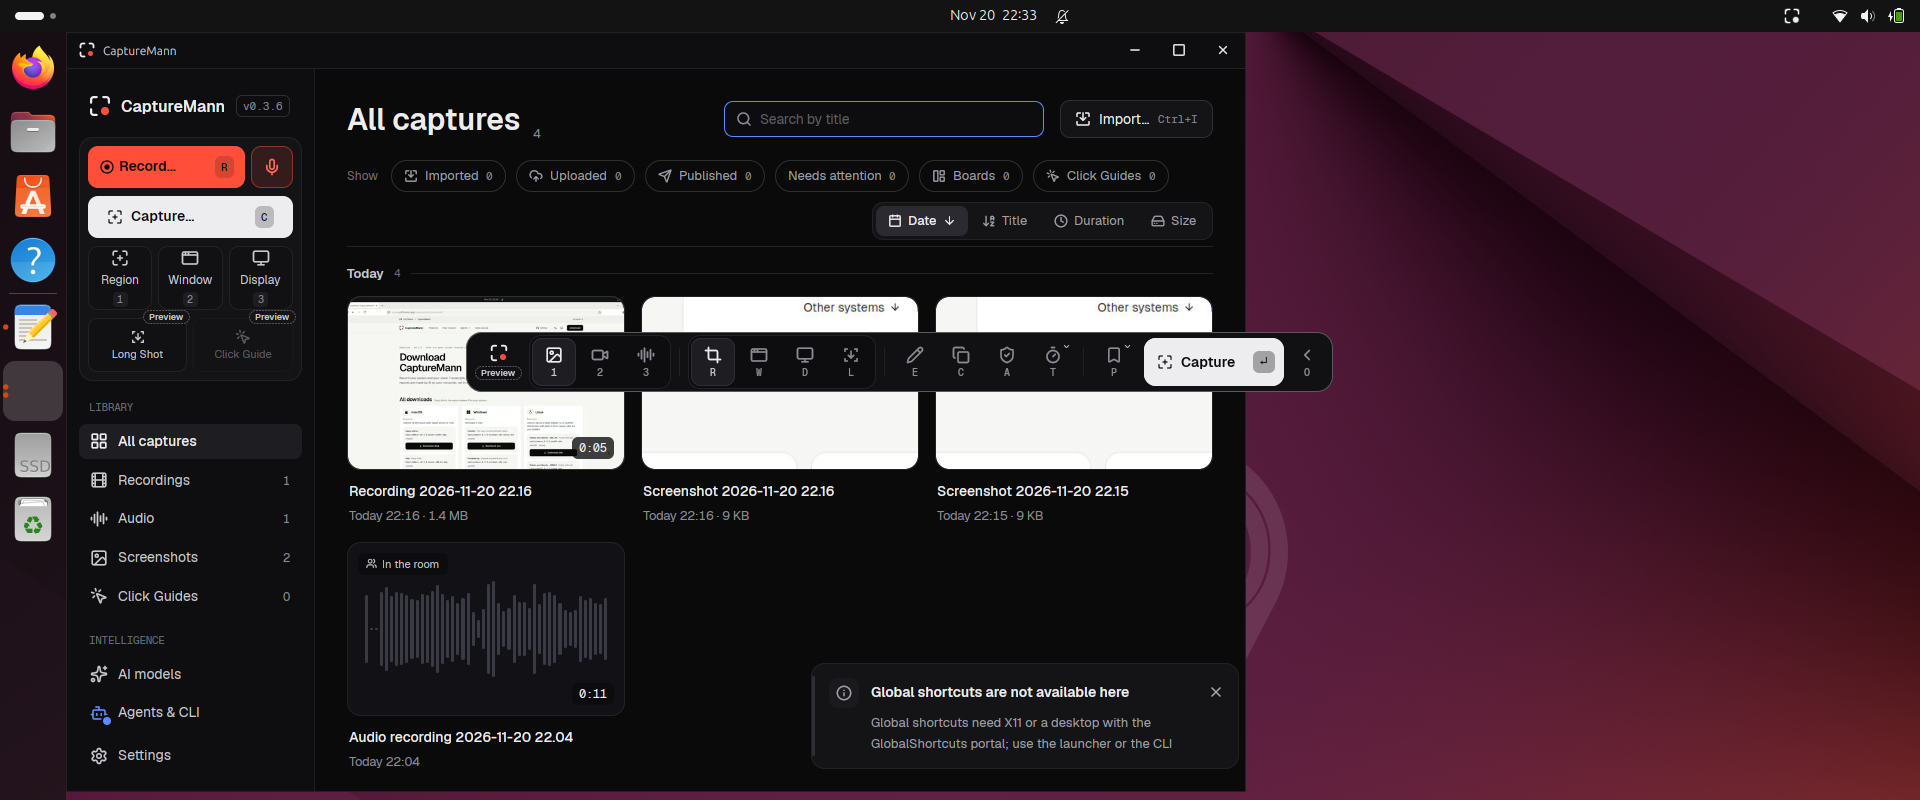 Nov 20 22:33
CaptureMann
CaptureMann v0.3.6
Record... R
Capture... C
Region
1
Window
2
Display
3
Preview
Long Shot
Preview
Click Guide
LIBRARY
All captures
Recordings 1
Audio 1
Screenshots 2
Click Guides 0
INTELLIGENCE
AI models
Agents & CLI
Settings
All captures 4
Search by title
Import... Ctrl+I
Show Imported 0 Uploaded 0 Published 0 Needs attention 0 Boards 0 Click Guides 0
Date Title Duration Size
Today 4
Download
CaptureMann
All downloads
0:05
Other systems
Other systems
Preview 1 2 3 R W D L E C A T P Capture O
Recording 2026-11-20 22.16
Today 22:16 · 1.4 MB
Screenshot 2026-11-20 22.16
Today 22:16 · 9 KB
Screenshot 2026-11-20 22.15
Today 22:15 · 9 KB
In the room
0:11
Audio recording 2026-11-20 22.04
Today 22:04
Global shortcuts are not available here
Global shortcuts need X11 or a desktop with the
GlobalShortcuts portal; use the launcher or the CLI
SSD